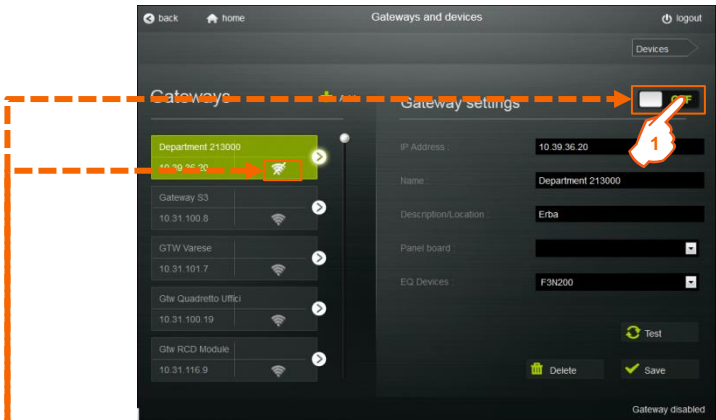 back home Gateways and devices logout
Devices
Gateways
Gateway settings OFF
1
Department 213000
10.39.36.20
Gateway S3
10.31.100.8
GTW Varese
10.31.101.7
Gtw Quadretto Uffici
10.31.100.19
Gtw RCD Module
10.31.116.9
IP Address : 10.39.36.20
Name : Department 213000
Description/Location : Erba
Panel board
EQ Devices : F3N200
Test
Delete Save
Gateway disabled